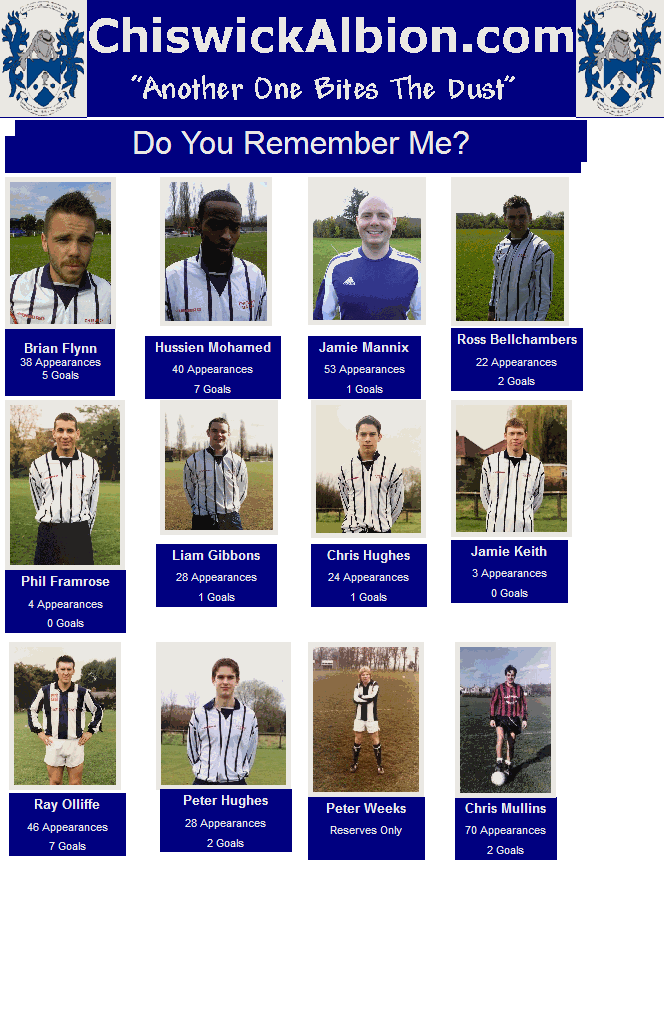 ChiswickAlbion.com
"Another One Bites The Dust"
Do You Remember Me?
Brian Flynn
38 Appearances
5 Goals
Hussien Mohamed
40 Appearances
7 Goals
Jamie Mannix
53 Appearances
1 Goals
Ross Bellchambers
22 Appearances
2 Goals
Phil Framrose
4 Appearances
0 Goals
Liam Gibbons
28 Appearances
1 Goals
Chris Hughes
24 Appearances
1 Goals
Jamie Keith
3 Appearances
0 Goals
Ray Olliffe
46 Appearances
7 Goals
Peter Hughes
28 Appearances
2 Goals
Peter Weeks
Reserves Only
Chris Mullins
70 Appearances
2 Goals